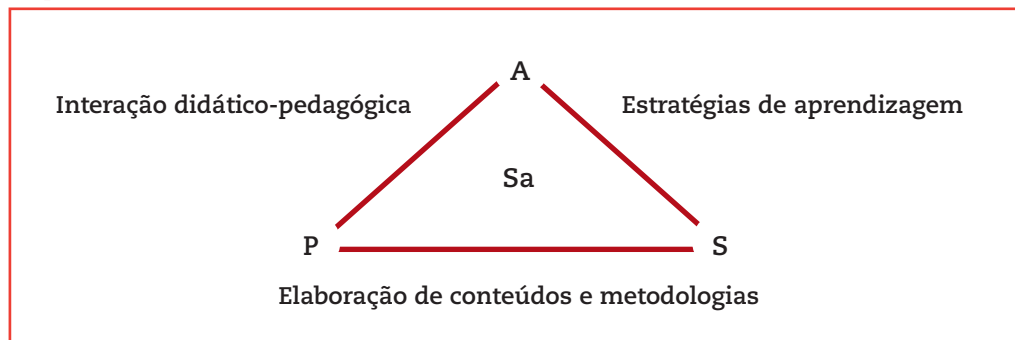 A
Interação didático-pedagógica
Estratégias de aprendizagem
Sa
P
S
Elaboração de conteúdos e metodologias